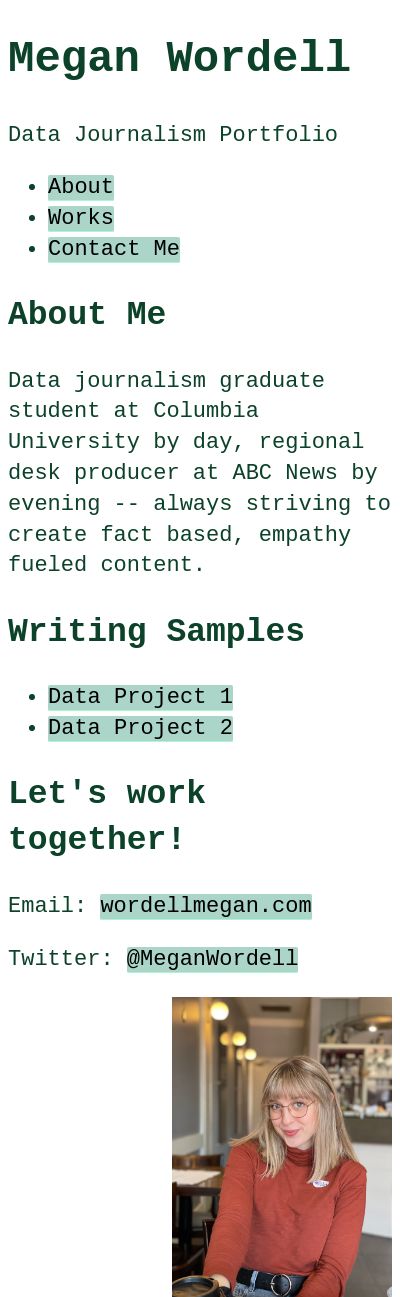 Megan Wordell
Data Journalism Portfolio
About
Works
Contact Me
About Me
Data journalism graduate
student at Columbia
University by day, regional
desk producer at ABC News by
evening -- always striving to
create fact based, empathy
fueled content.
Writing Samples
Data Project 1
Data Project 2
Let's work
together!
Email: wordellmegan.com
Twitter: @MeganWordell